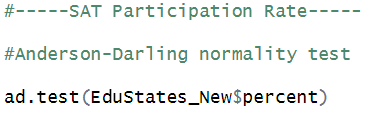 #-----SAT Participation Rate-----
#Anderson-Darling normality test
ad.test(EduStates_New$percent)